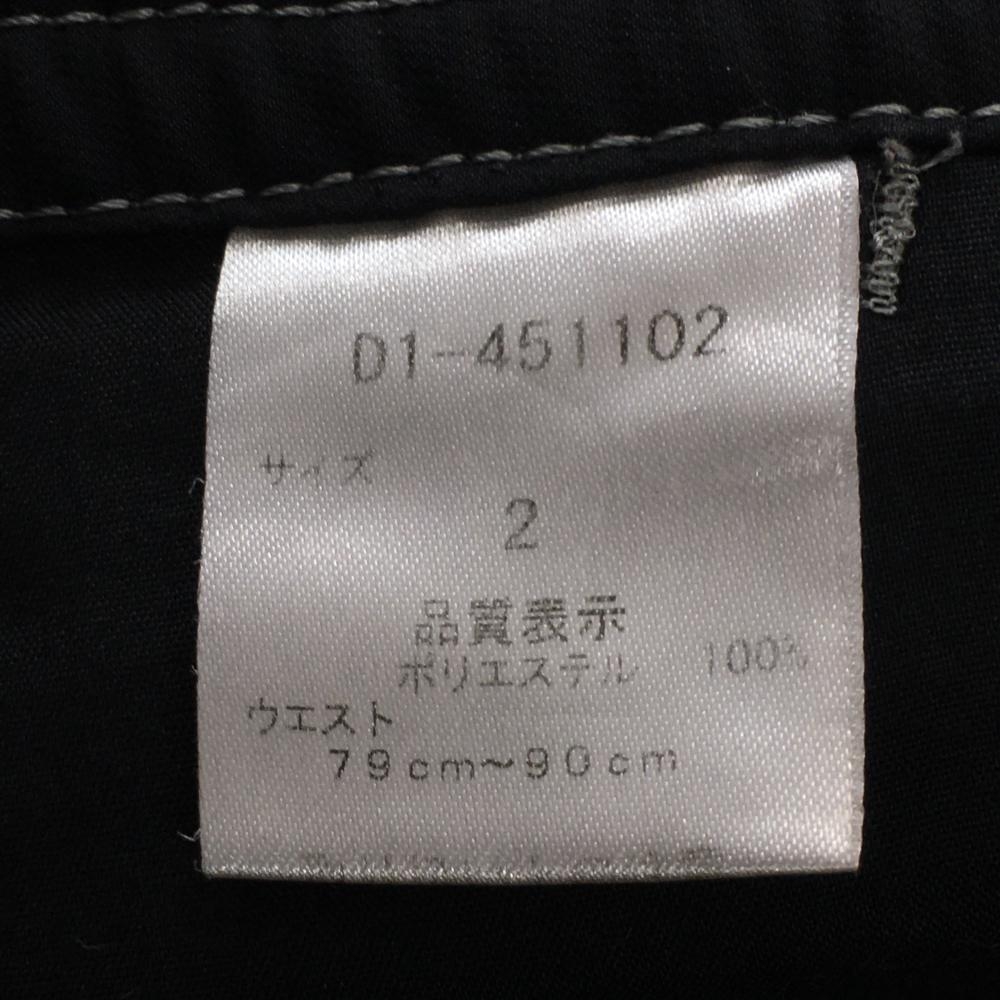 D1-451102
サイズ
2
品質表示
ポリエステル 100%
ウエスト
79cm〜90cm